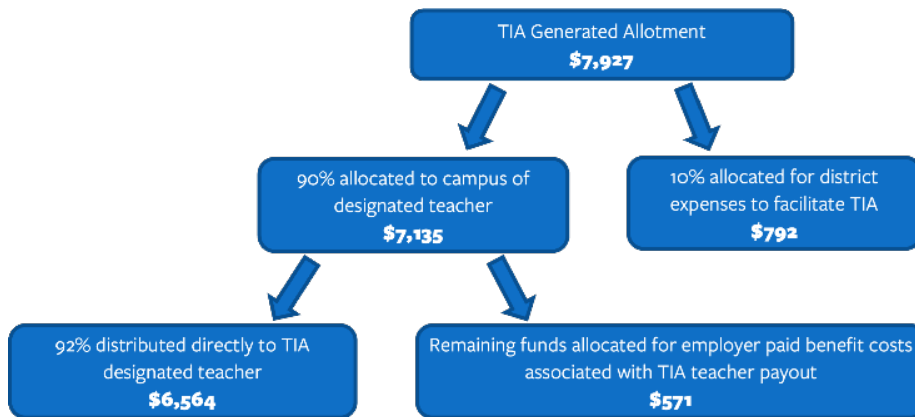 TIA Generated Allotment
$7,927
90% allocated to campus of
designated teacher
$7,135
10% allocated for district
expenses to facilitate TIA
$792
92% distributed directly to TIA
designated teacher
$6,564
Remaining funds allocated for employer paid benefit costs
associated with TIA teacher payout
$571